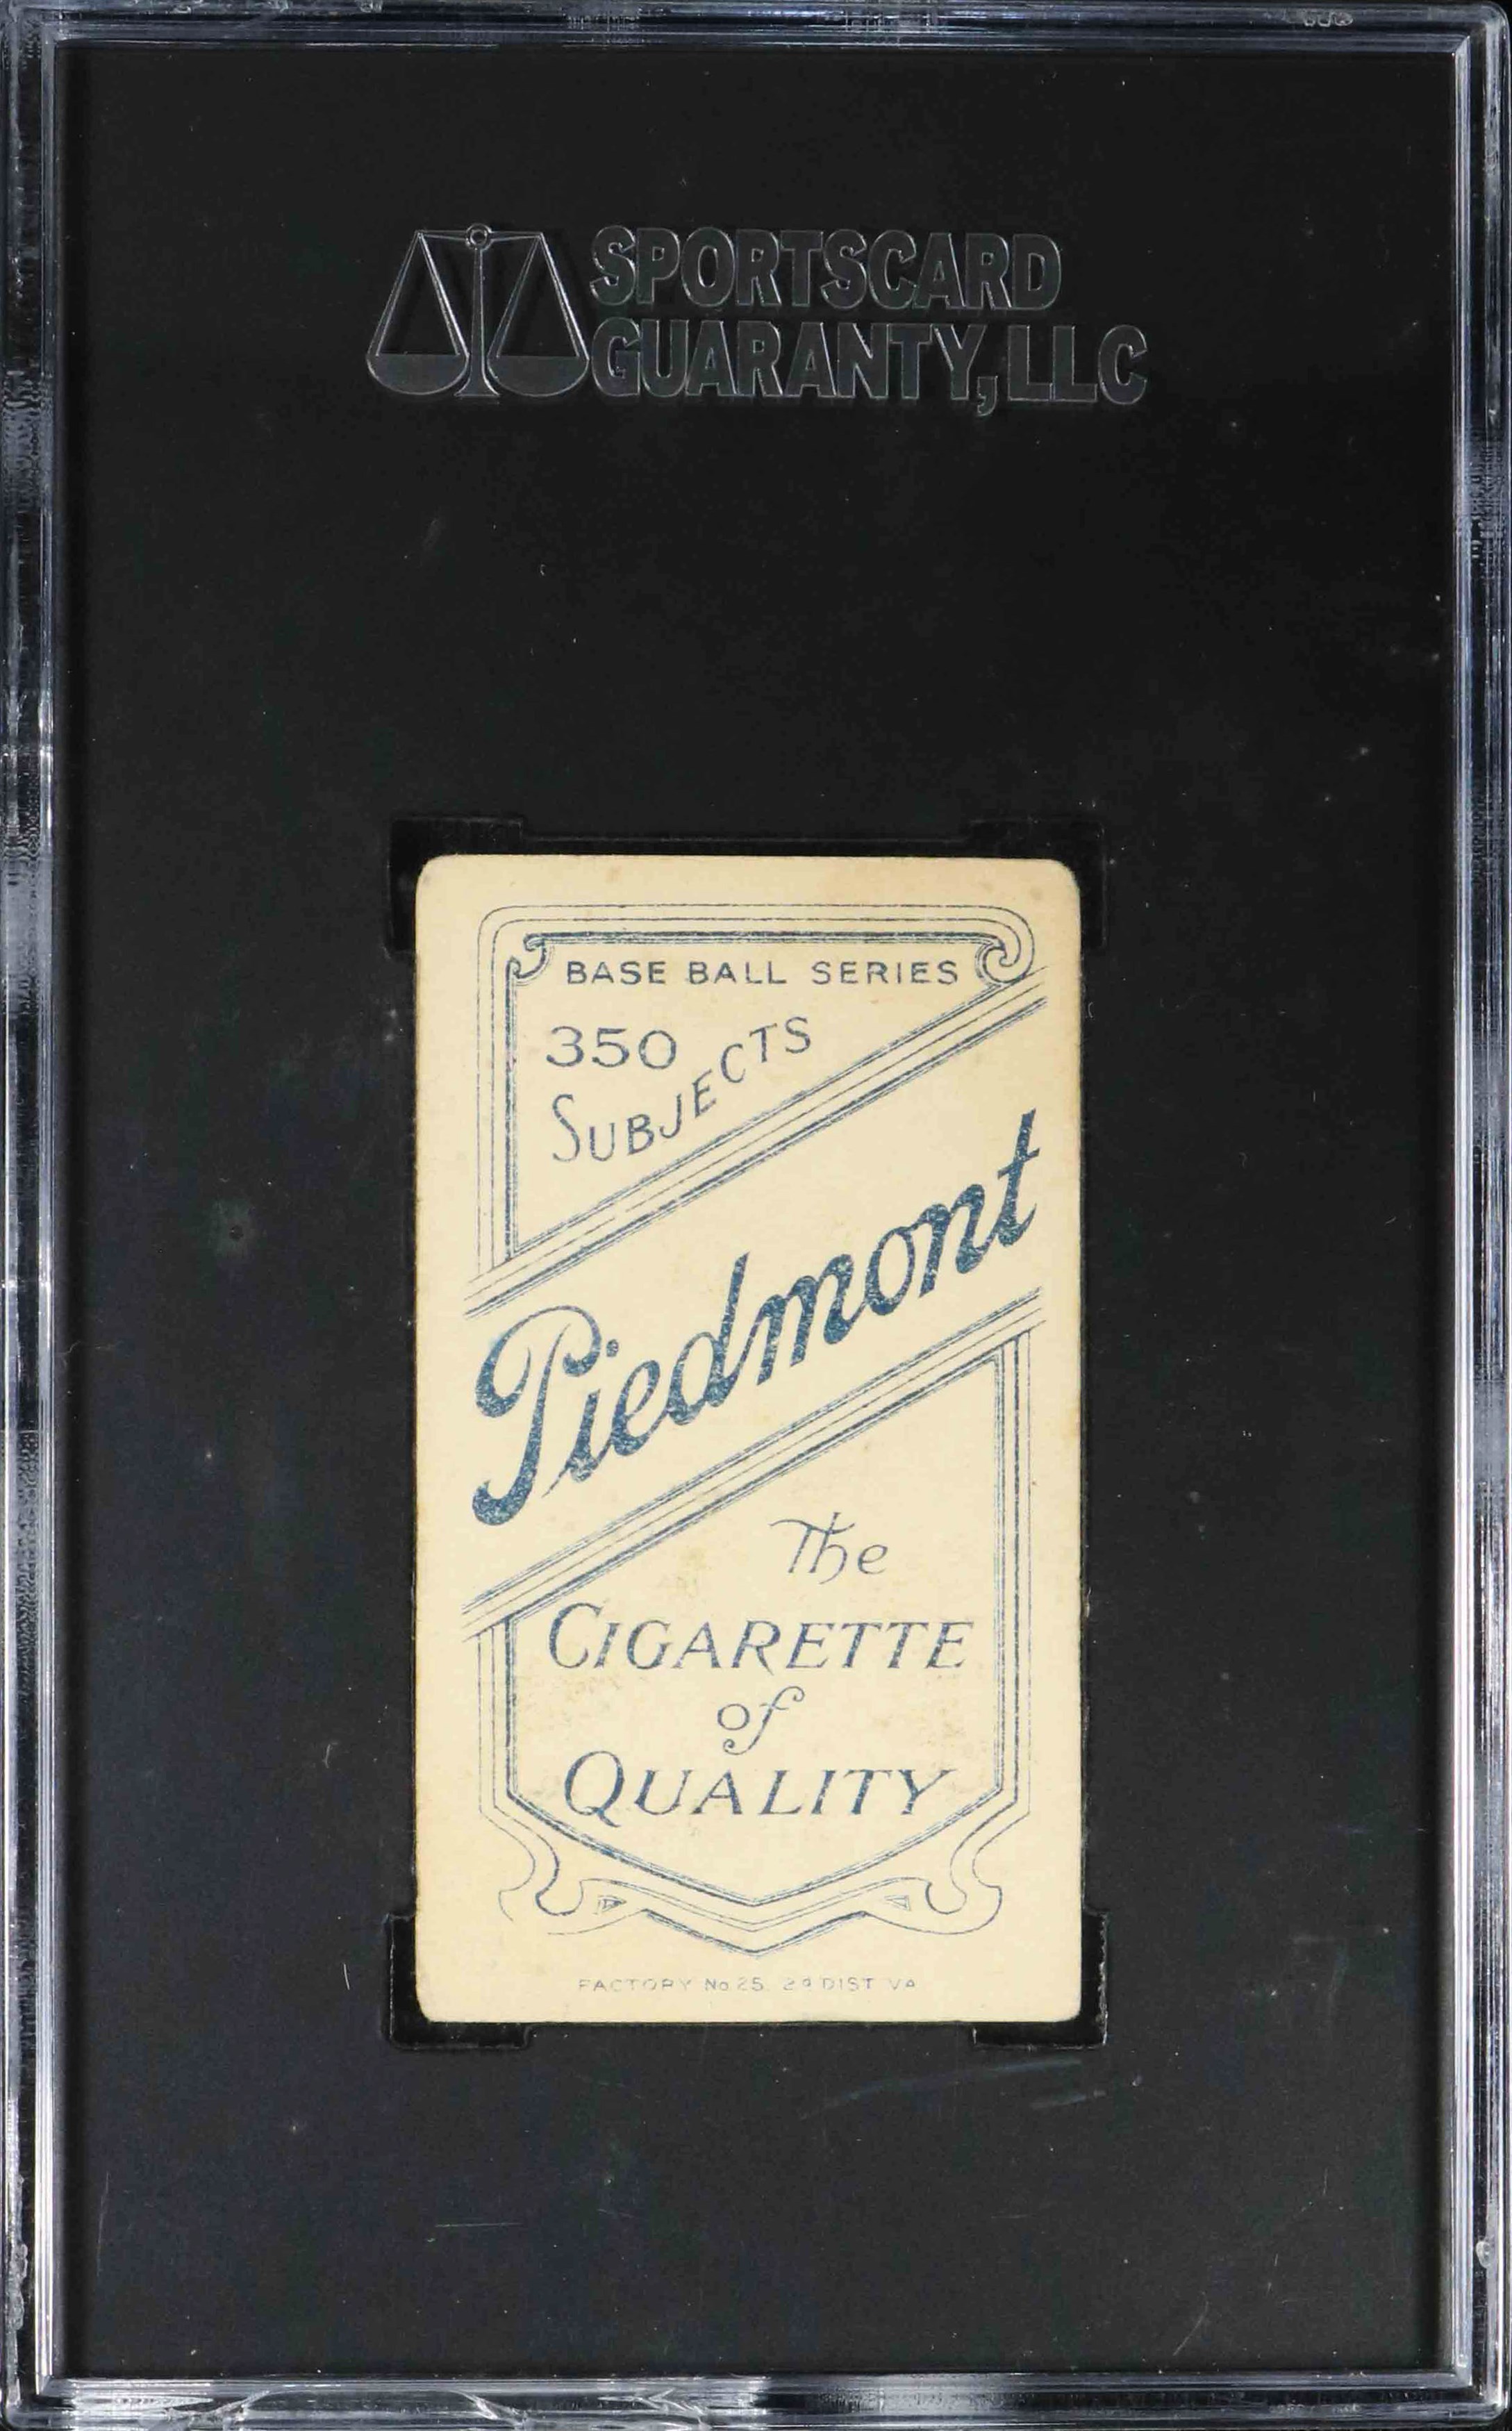 SPORTSCARD
GUARANTY, LLC
BASE BALL SERIES
350
SUBJECTS
Piedmont
The
CIGARETTE
of
QUALITY
FACTORY No 25. 2d DIST VA